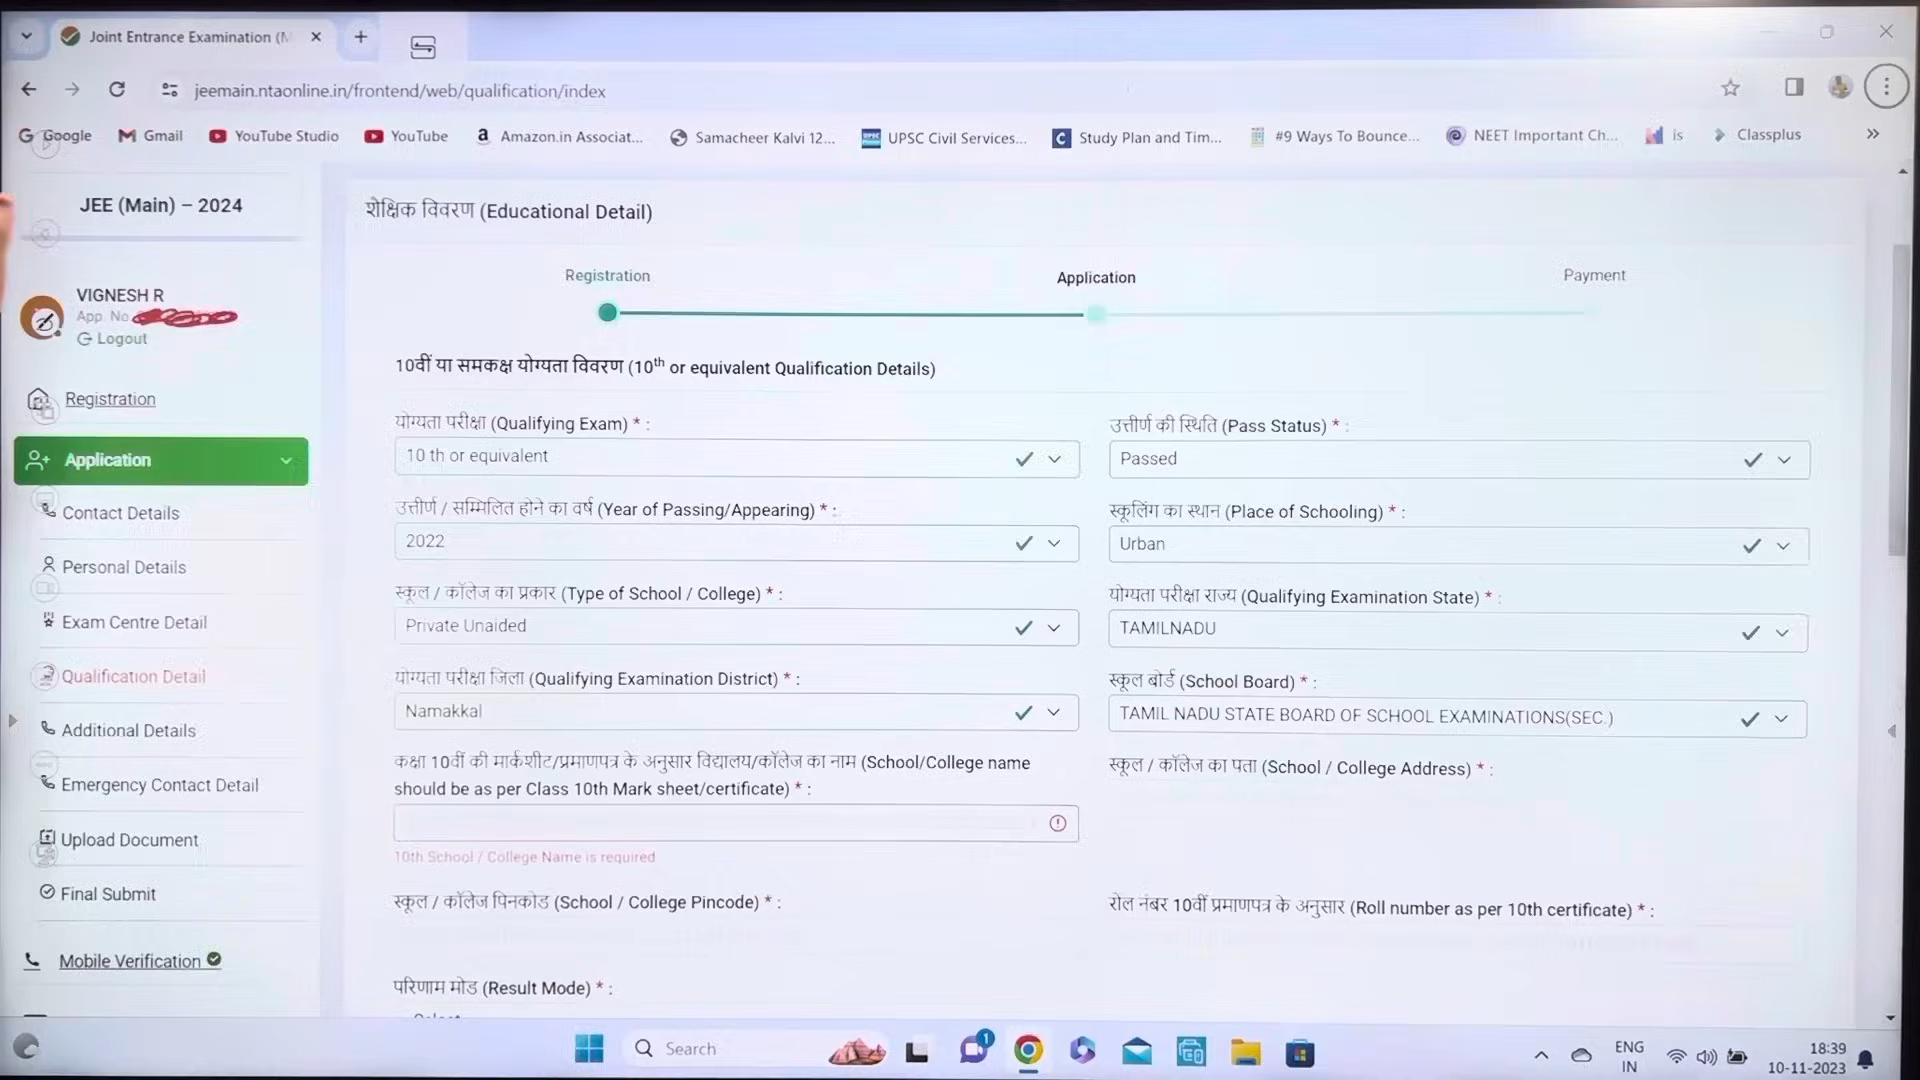 Joint Entrance Examination (M
jeemain.ntaonline.in/frontend/web/qualification/index
Google
Gmail
YouTube Studio
YouTube
Amazon.in Associat...
Samacheer Kalvi 12...
UPSC Civil Services...
Study Plan and Tim...
#9 Ways To Bounce...
NEET Important Ch...
is
Classplus
JEE (Main) – 2024
VIGNESH R
App. No
Logout
Registration
Application
Contact Details
Personal Details
Exam Centre Detail
Qualification Detail
Additional Details
Emergency Contact Detail
Upload Document
Final Submit
Mobile Verification
शैक्षिक विवरण (Educational Detail)
Registration
Application
Payment
10वीं या समकक्ष योग्यता विवरण (10th or equivalent Qualification Details)
योग्यता परीक्षा (Qualifying Exam) * :
10 th or equivalent
उत्तीर्ण की स्थिति (Pass Status) * :
Passed
उत्तीर्ण / सम्मिलित होने का वर्ष (Year of Passing/Appearing) * :
2022
स्कूलिंग का स्थान (Place of Schooling) * :
Urban
स्कूल / कॉलेज का प्रकार (Type of School / College) * :
Private Unaided
योग्यता परीक्षा राज्य (Qualifying Examination State) * :
TAMILNADU
योग्यता परीक्षा जिला (Qualifying Examination District) * :
Namakkal
स्कूल बोर्ड (School Board) * :
TAMIL NADU STATE BOARD OF SCHOOL EXAMINATIONS(SEC.)
कक्षा 10वीं की मार्कशीट/प्रमाणपत्र के अनुसार विद्यालय/कॉलेज का नाम (School/College name
should be as per Class 10th Mark sheet/certificate) * :
10th School / College Name is required
स्कूल / कॉलेज का पता (School / College Address) * :
स्कूल / कॉलेज पिनकोड (School / College Pincode) * :
रोल नंबर 10वीं प्रमाणपत्र के अनुसार (Roll number as per 10th certificate) * :
परिणाम मोड (Result Mode) * :
Search
1
ENG
IN
18:39
10-11-2023